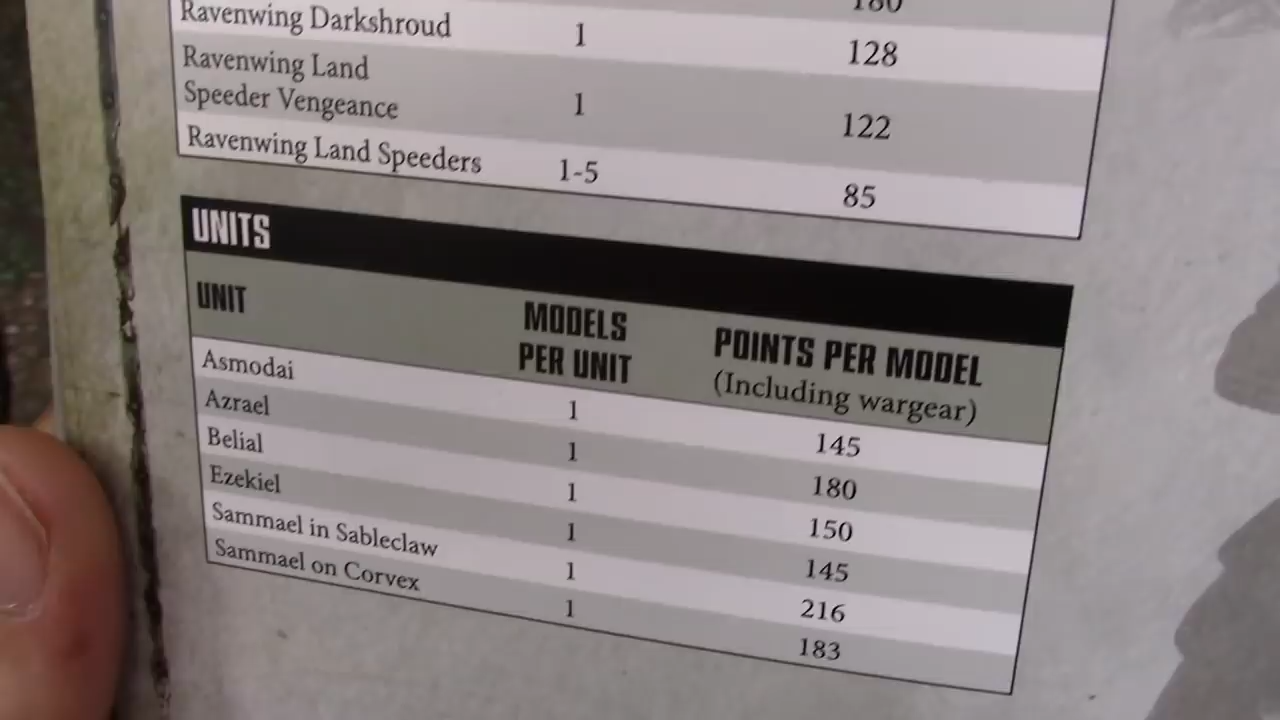 180
Ravenwing Darkshroud 1 128
Ravenwing Land
Speeder Vengeance 1 122
Ravenwing Land Speeders 1-5 85
UNITS
UNIT MODELS PER UNIT POINTS PER MODEL
(Including wargear)
Asmodai 1 145
Azrael 1 180
Belial 1 150
Ezekiel 1 145
Sammael in Sableclaw 1 216
Sammael on Corvex 1 183